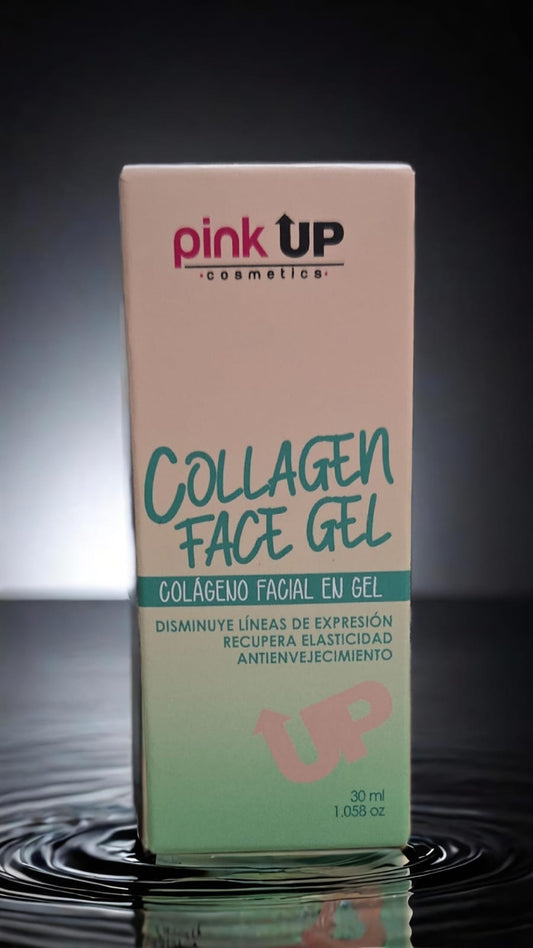 pink UP
·cosmetics·
COLLAGEN
FACE GEL
COLÁGENO FACIAL EN GEL
DISMINUYE LÍNEAS DE EXPRESIÓN
RECUPERA ELASTICIDAD
ANTIENVEJECIMIENTO
UP
30 ml
1.058 oz